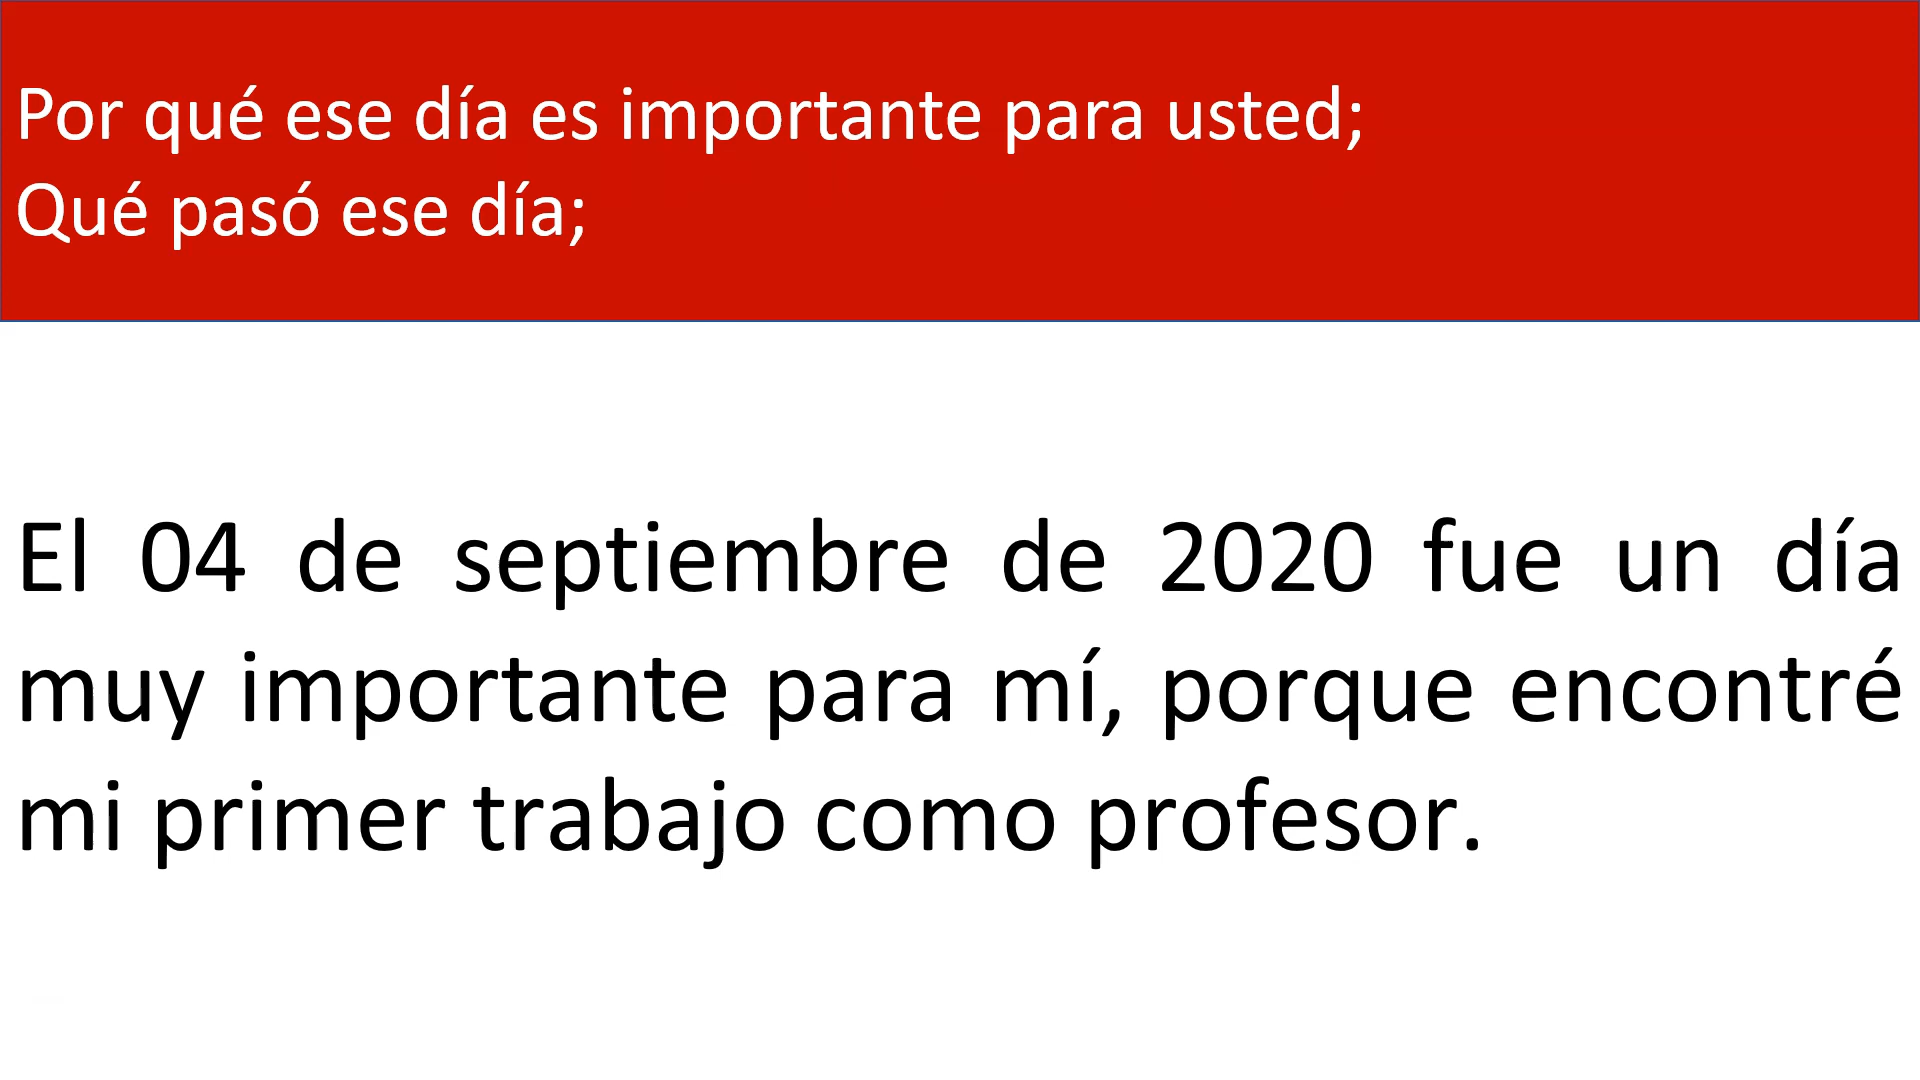 Por qué ese día es importante para usted;
Qué pasó ese día;
El 04 de septiembre de 2020 fue un día
muy importante para mí, porque encontré
mi primer trabajo como profesor.